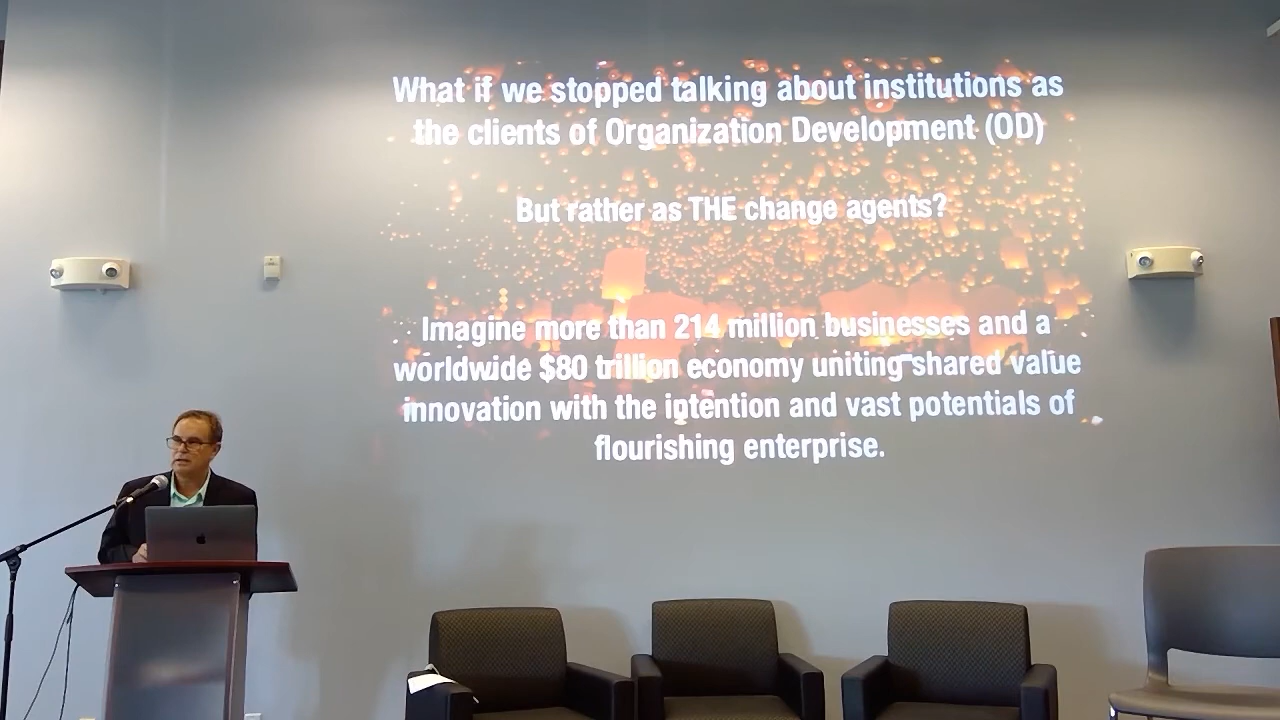 What if we stopped talking about institutions as
the clients of Organization Development (OD)
But rather as THE change agents?
Imagine more than 214 million businesses and a
worldwide $80 trillion economy uniting shared value
innovation with the intention and vast potentials of
flourishing enterprise.